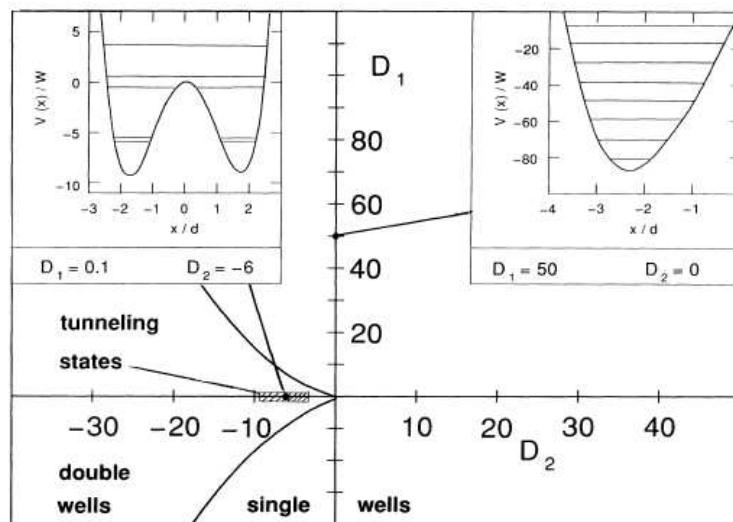 5
0
−5
−10
V (x) / W
−3 −2 −1 0 1 2
x / d
D1 = 0.1 D2 = −6
D1
80
60
40
20
−20
−40
−60
−80
V (x) / W
−4 −3 −2 −1
x / d
D1 = 50 D2 = 0
tunneling
states
−30 −20 −10 10 20 30 40
D2
double
wells single wells